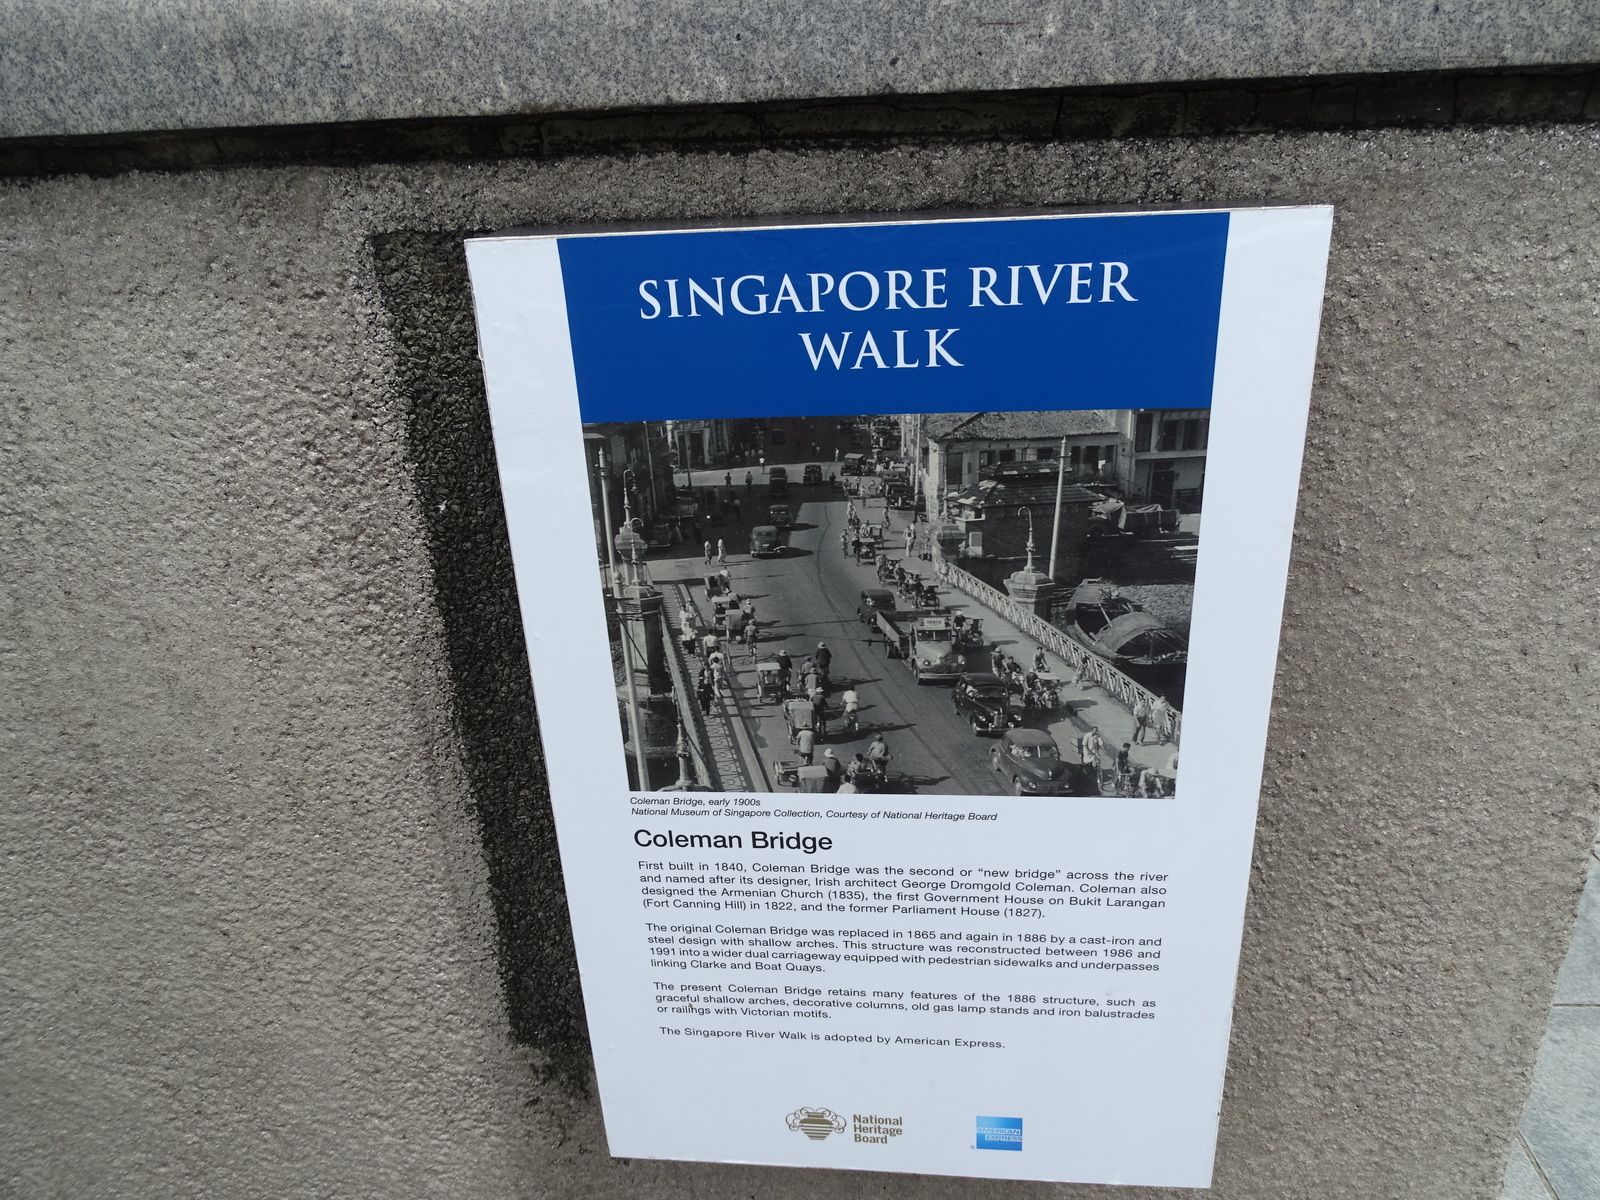 SINGAPORE RIVER
WALK
Coleman Bridge, early 1900s
National Museum of Singapore Collection, Courtesy of National Heritage Board
Coleman Bridge
First built in 1840, Coleman Bridge was the second or “new bridge” across the river
and named after its designer, Irish architect George Dromgold Coleman. Coleman also
designed the Armenian Church (1835), the first Government House on Bukit Larangan
(Fort Canning Hill) in 1822, and the former Parliament House (1827).
The original Coleman Bridge was replaced in 1865 and again in 1886 by a cast-iron and
steel design with shallow arches. This structure was reconstructed between 1986 and
1991 into a wider dual carriageway equipped with pedestrian sidewalks and underpasses
linking Clarke and Boat Quays.
The present Coleman Bridge retains many features of the 1886 structure, such as
graceful shallow arches, decorative columns, old gas lamp stands and iron balustrades
or railings with Victorian motifs.
The Singapore River Walk is adopted by American Express.
National
Heritage
Board
AMERICAN
EXPRESS